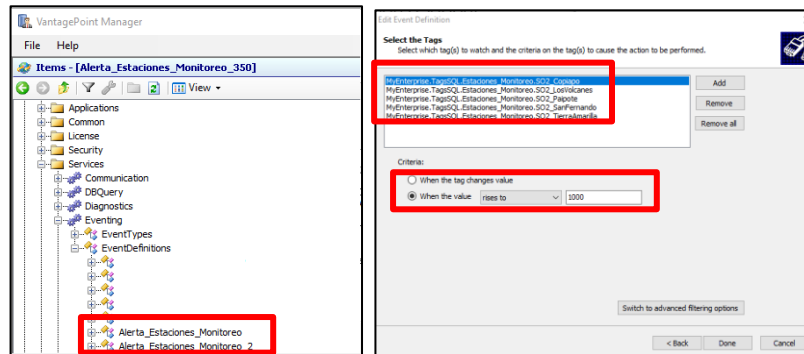 VantagePoint Manager
File Help
Items - [Alerta_Estaciones_Monitoreo_350]
View
Applications
Common
License
Security
Services
Communication
DBQuery
Diagnostics
Eventing
EventTypes
EventDefinitions
Alerta_Estaciones_Monitoreo
Alerta_Estaciones_Monitoreo_2
Edit Event Definition
Select the Tags
Select which tag(s) to watch and the criteria on the tag(s) to cause the action to be performed.
MyEnterprise.TagsSQL.Estaciones_Monitoreo.SO2_Copiapo
MyEnterprise.TagsSQL.Estaciones_Monitoreo.SO2_LosVolcanes
MyEnterprise.TagsSQL.Estaciones_Monitoreo.SO2_Paipote
MyEnterprise.TagsSQL.Estaciones_Monitoreo.SO2_SanFernando
MyEnterprise.TagsSQL.Estaciones_Monitoreo.SO2_TierraAmarilla
Add
Remove
Remove all
Criteria:
When the tag changes value
When the value rises to 1000
Switch to advanced filtering options
< Back Done Cancel